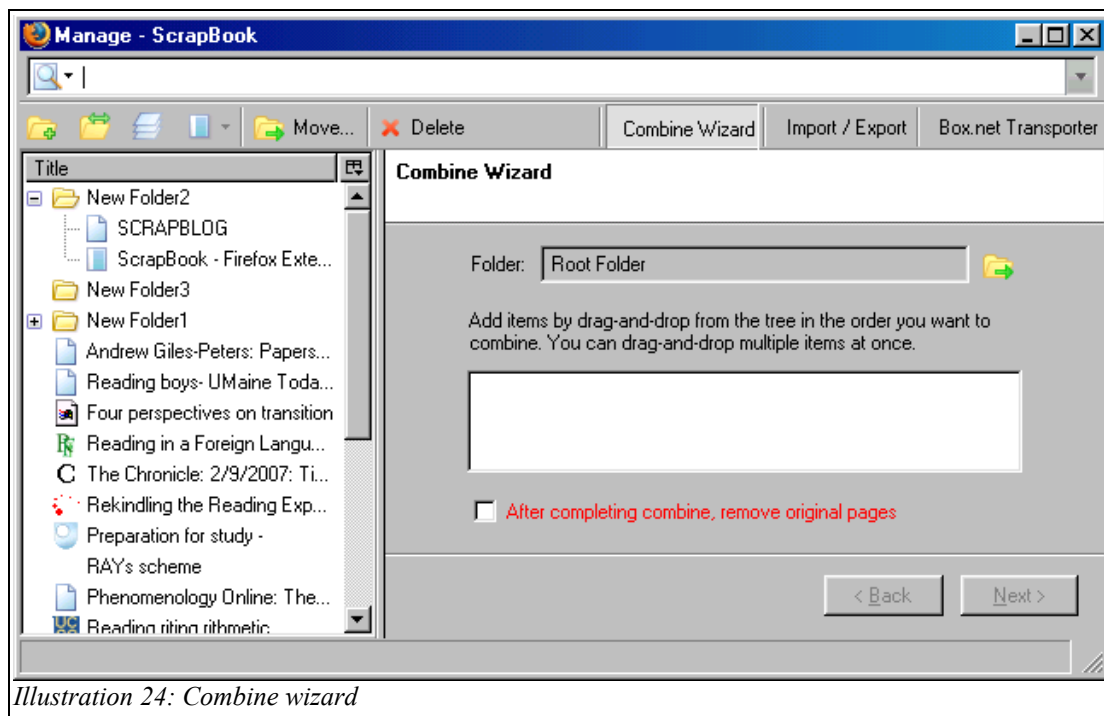 Manage - ScrapBook
Move... Delete Combine Wizard Import / Export Box.net Transporter
Title
New Folder2
SCRAPBLOG
ScrapBook - Firefox Exte...
New Folder3
New Folder1
Andrew Giles-Peters: Papers...
Reading boys- UMaine Toda...
Four perspectives on transition
Reading in a Foreign Langu...
C The Chronicle: 2/9/2007: Ti...
Rekindling the Reading Exp...
Preparation for study -
RAY's scheme
Phenomenology Online: The...
Reading riting rithmetic
Combine Wizard
Folder: Root Folder
Add items by drag-and-drop from the tree in the order you want to
combine. You can drag-and-drop multiple items at once.
After completing combine, remove original pages
< Back Next >
Illustration 24: Combine wizard